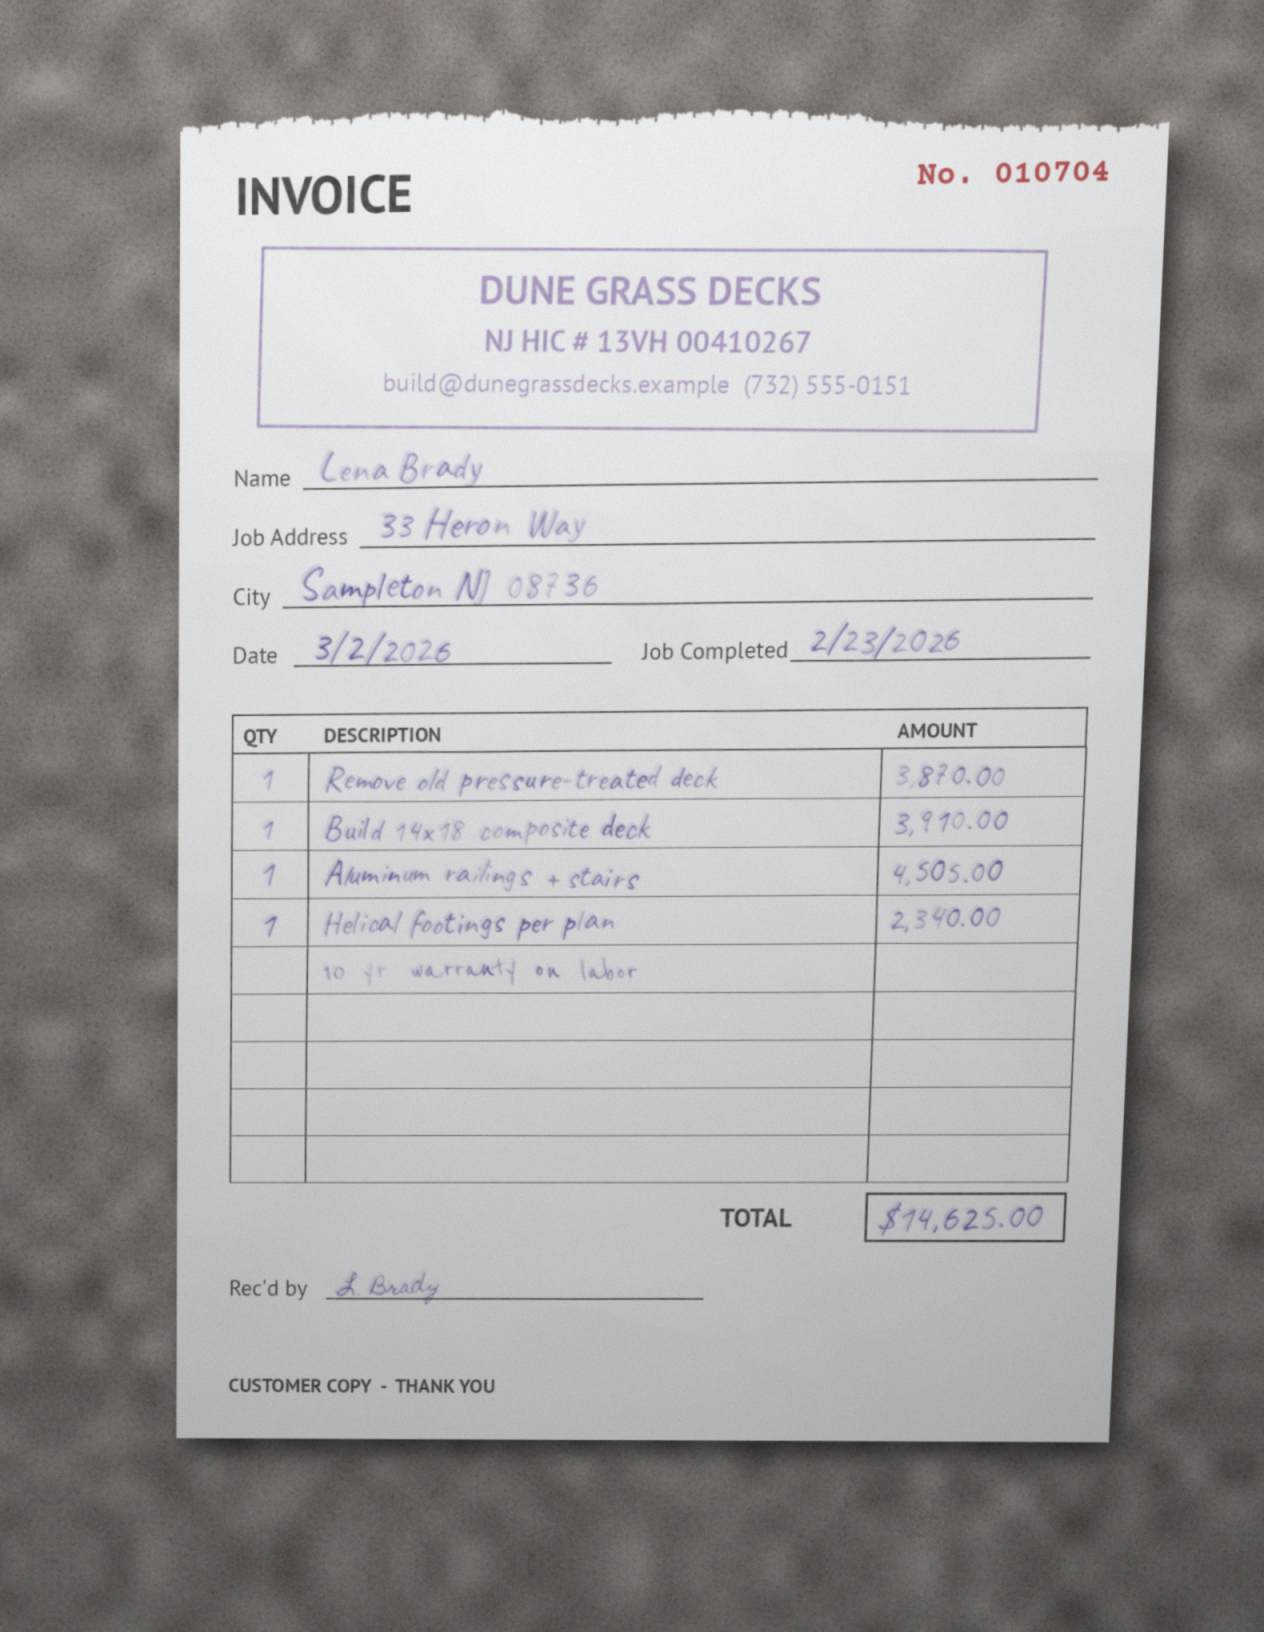 INVOICE
No. 010704
DUNE GRASS DECKS
NJ HIC # 13VH 00410267
build@dunegrassdecks.example (732) 555-0151
Name Lena Brady
Job Address 33 Heron Way
City Sampleton NJ 08736
Date 3/2/2026 Job Completed 2/23/2026
QTY DESCRIPTION AMOUNT
1 Remove old pressure-treated deck 3,870.00
1 Build 14x18 composite deck 3,910.00
1 Aluminum railings + stairs 4,505.00
1 Helical footings per plan 2,340.00
10 yr warranty on labor
TOTAL $14,625.00
Rec'd by L. Brady
CUSTOMER COPY - THANK YOU